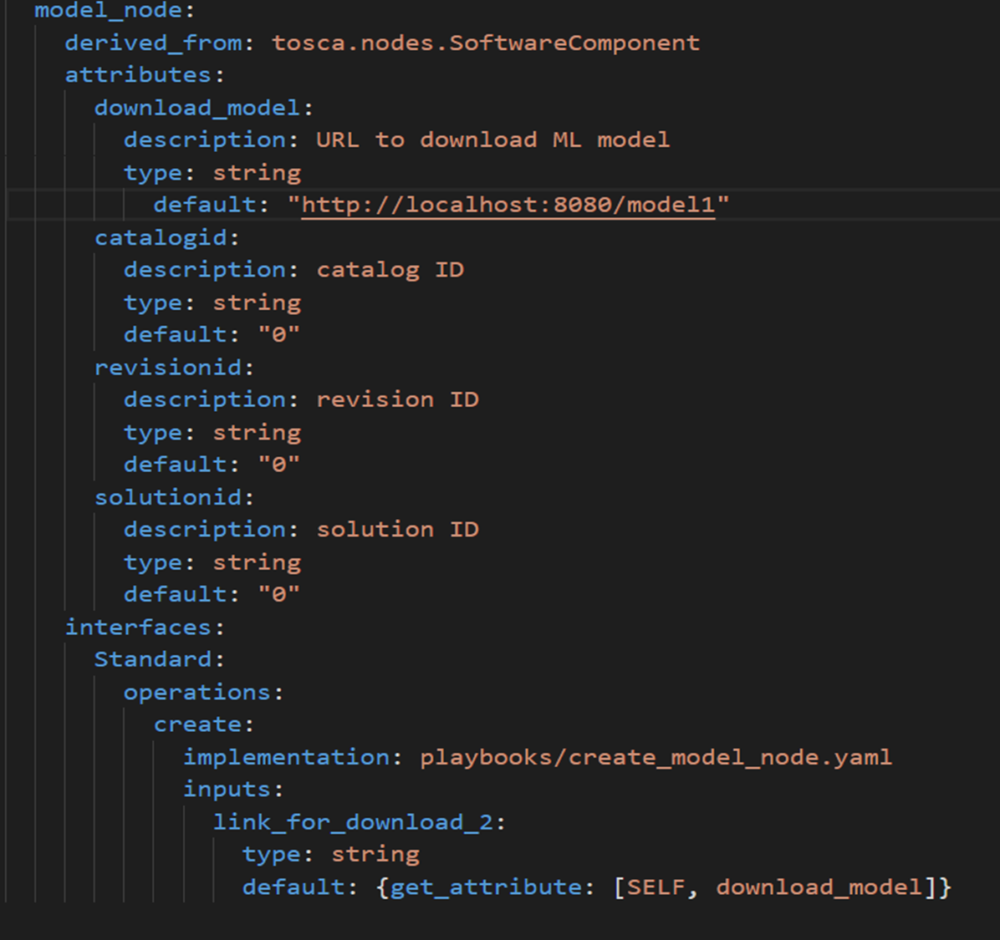 model_node:
derived_from: tosca.nodes.SoftwareComponent
attributes:
download_model:
description: URL to download ML model
type: string
default: "http://localhost:8080/model1"
catalogid:
description: catalog ID
type: string
default: "0"
revisionid:
description: revision ID
type: string
default: "0"
solutionid:
description: solution ID
type: string
default: "0"
interfaces:
Standard:
operations:
create:
implementation: playbooks/create_model_node.yaml
inputs:
link_for_download_2:
type: string
default: {get_attribute: [SELF, download_model]}